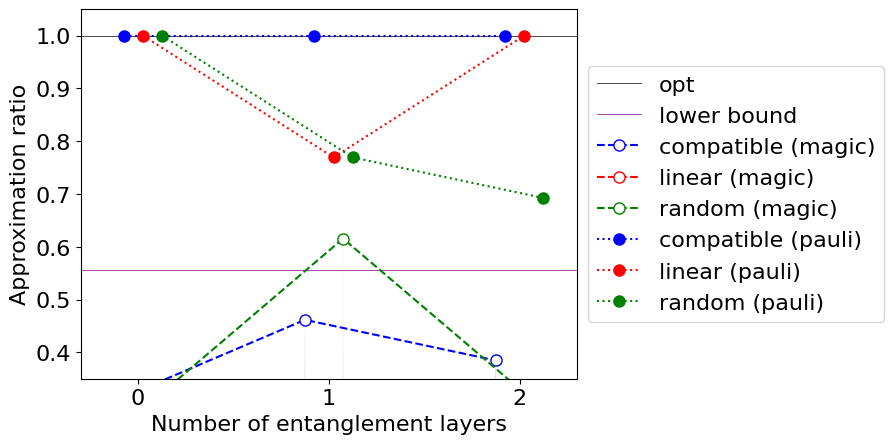 1.0
0.9
0.8
0.7
0.6
0.5
0.4
Approximation ratio
0
1
2
Number of entanglement layers
opt
lower bound
compatible (magic)
linear (magic)
random (magic)
compatible (pauli)
linear (pauli)
random (pauli)